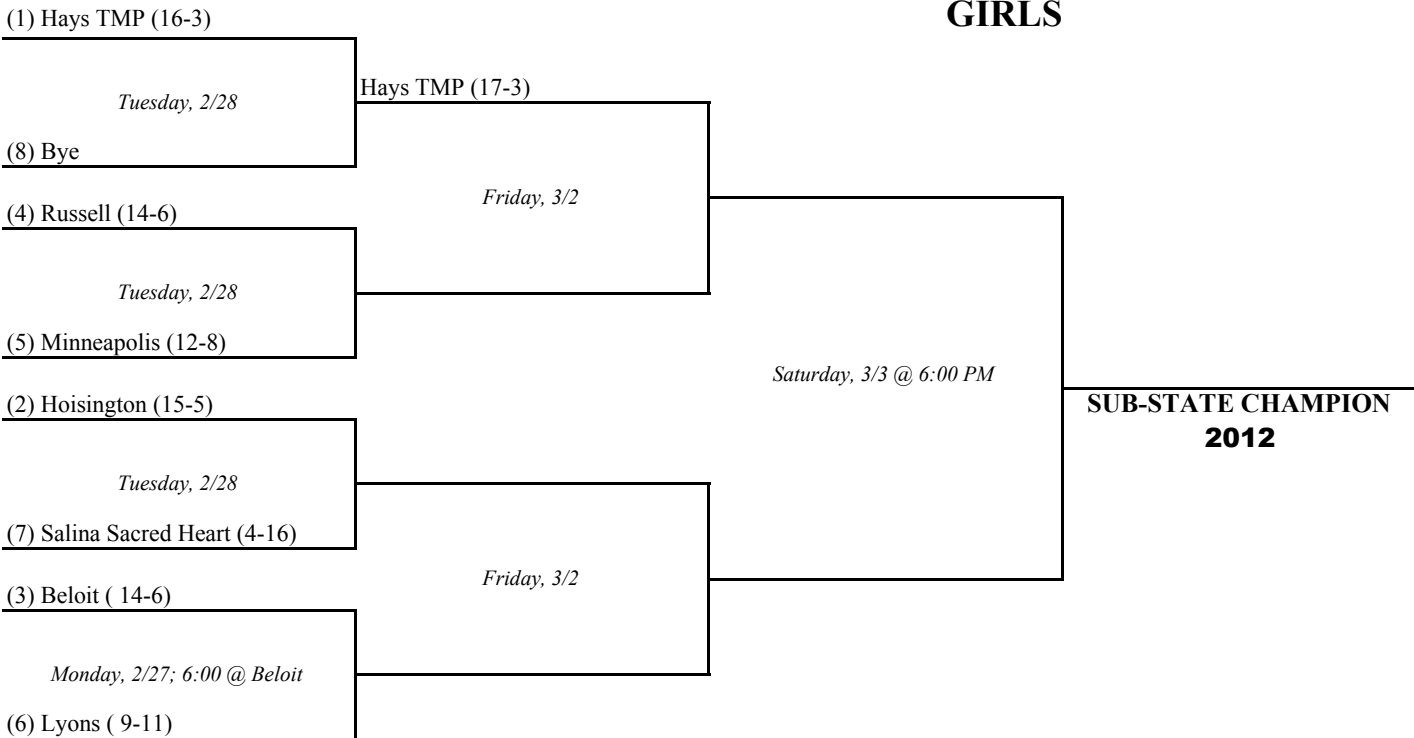 GIRLS
(1) Hays TMP (16-3)
Hays TMP (17-3)
Tuesday, 2/28
(8) Bye
Friday, 3/2
(4) Russell (14-6)
Tuesday, 2/28
(5) Minneapolis (12-8)
Saturday, 3/3 @ 6:00 PM
SUB-STATE CHAMPION
2012
(2) Hoisington (15-5)
Tuesday, 2/28
(7) Salina Sacred Heart (4-16)
Friday, 3/2
(3) Beloit ( 14-6)
Monday, 2/27; 6:00 @ Beloit
(6) Lyons ( 9-11)